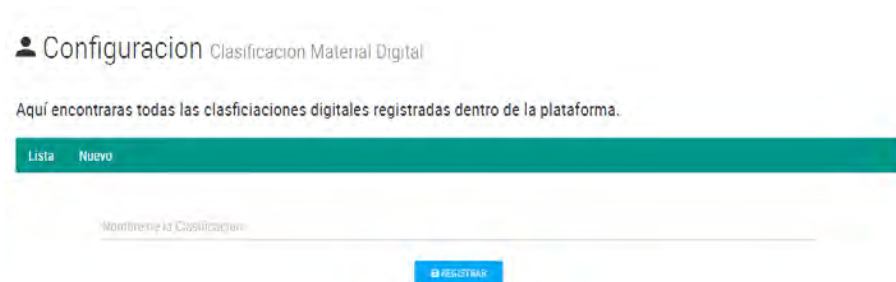 Configuracion Clasificacion Material Digital
Aquí encontraras todas las clasficiaciones digitales registradas dentro de la plataforma.
Lista Nuevo
Nombre de la Clasificacion
REGISTRAR